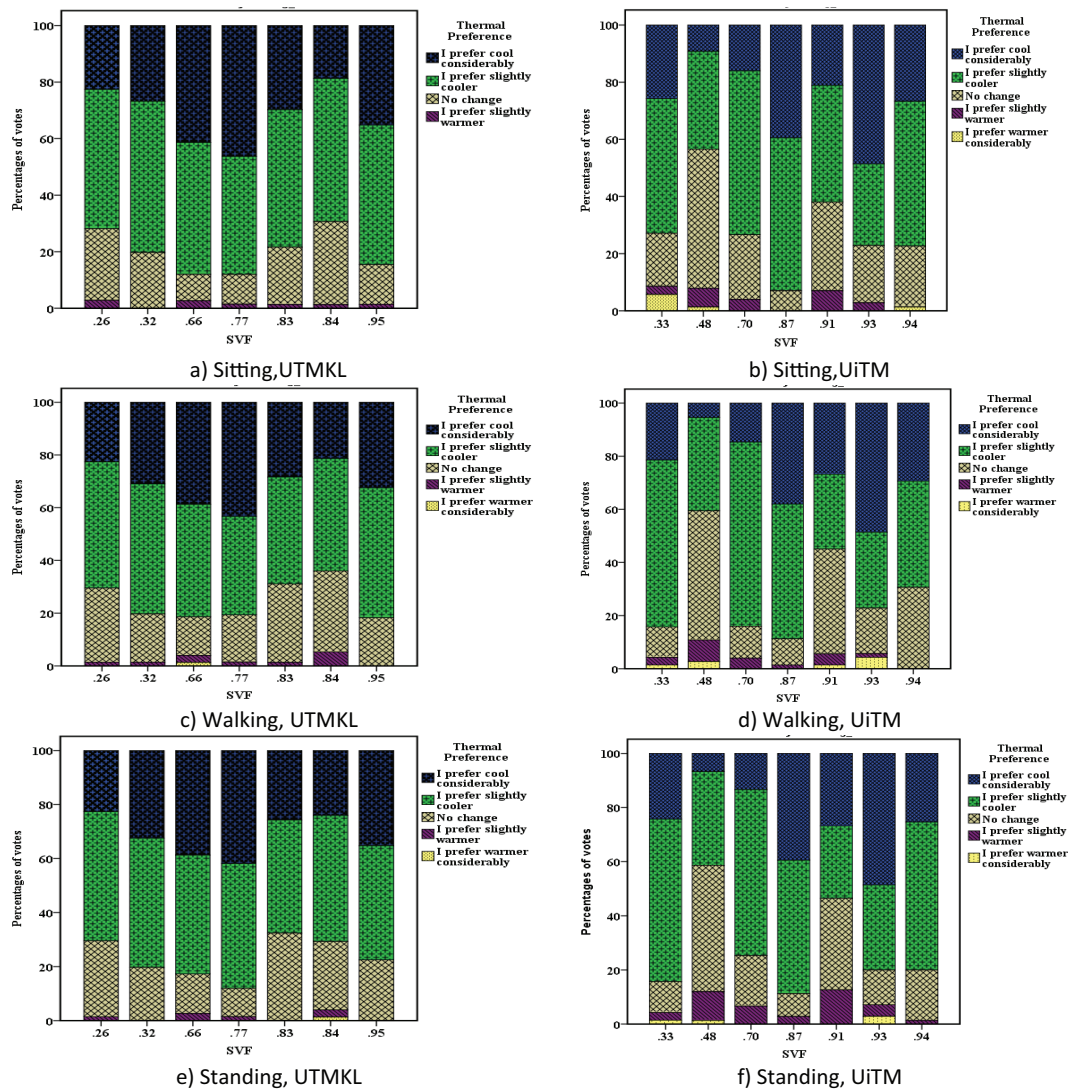 Thermal
Preference
I prefer cool
considerably
I prefer slightly
cooler
No change
I prefer slightly
warmer
Percentages of votes
100
80
60
40
20
0
.26 .32 .66 .77 .83 .84 .95
SVF
a) Sitting,UTMKL
Thermal
Preference
I prefer cool
considerably
I prefer slightly
cooler
No change
I prefer slightly
warmer
I prefer warmer
considerably
Percentages of votes
100
80
60
40
20
0
.33 .48 .70 .87 .91 .93 .94
SVF
b) Sitting,UiTM
Thermal
Preference
I prefer cool
considerably
I prefer slightly
cooler
No change
I prefer slightly
warmer
I prefer warmer
considerably
Percentages of votes
100
80
60
40
20
0
.26 .32 .66 .77 .83 .84 .95
SVF
c) Walking, UTMKL
Thermal
Preference
I prefer cool
considerably
I prefer slightly
cooler
No change
I prefer slightly
warmer
I prefer warmer
considerably
Percentages of votes
100
80
60
40
20
0
.33 .48 .70 .87 .91 .93 .94
SVF
d) Walking, UiTM
Thermal
Preference
I prefer cool
considerably
I prefer slightly
cooler
No change
I prefer slightly
warmer
I prefer warmer
considerably
Percentages of votes
100
80
60
40
20
0
.26 .32 .66 .77 .83 .84 .95
SVF
e) Standing, UTMKL
Thermal
Preference
I prefer cool
considerably
I prefer slightly
cooler
No change
I prefer slightly
warmer
I prefer warmer
considerably
Percentages of votes
100
80
60
40
20
0
.33 .48 .70 .87 .91 .93 .94
SVF
f) Standing, UiTM